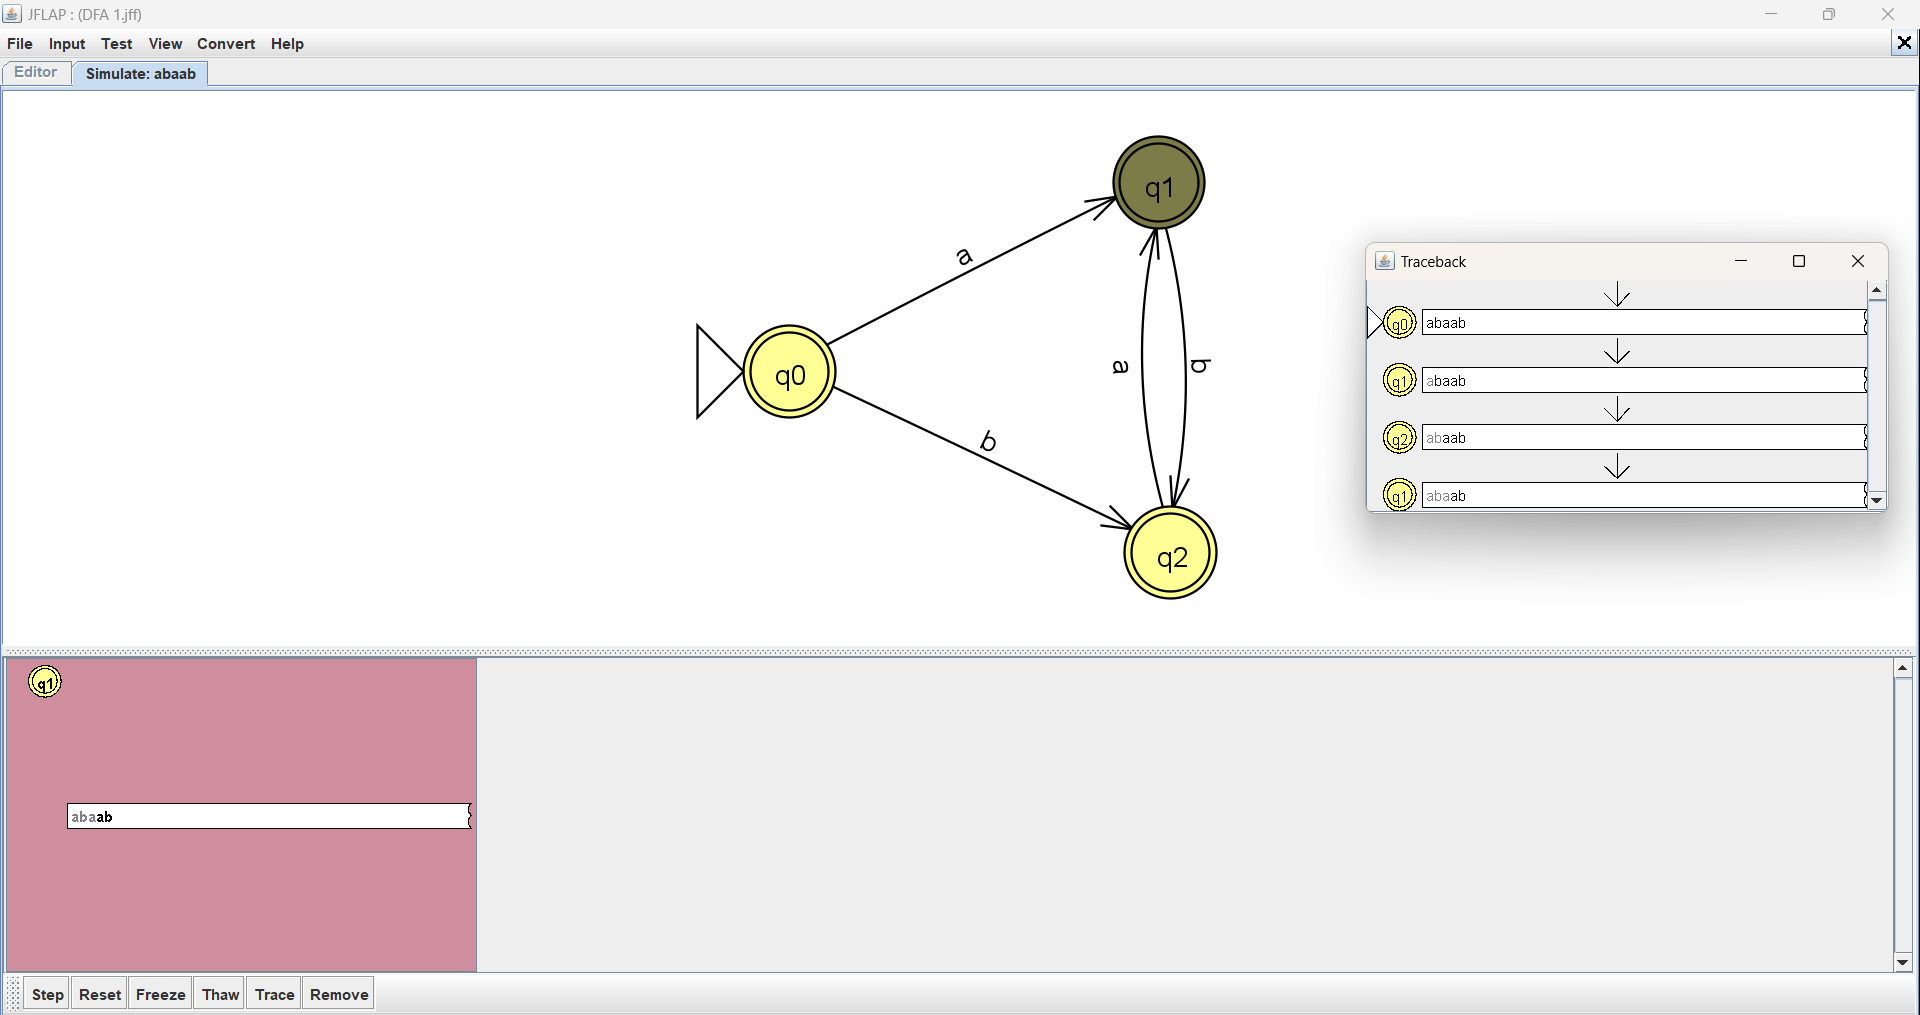 JFLAP : (DFA 1.jff)
File Input Test View Convert Help
Editor Simulate: abaab
q1
a
q0
b
a
b
q2
Traceback
q0 abaab
q1 abaab
q2 abaab
q1 abaab
q1
abaab
Step Reset Freeze Thaw Trace Remove